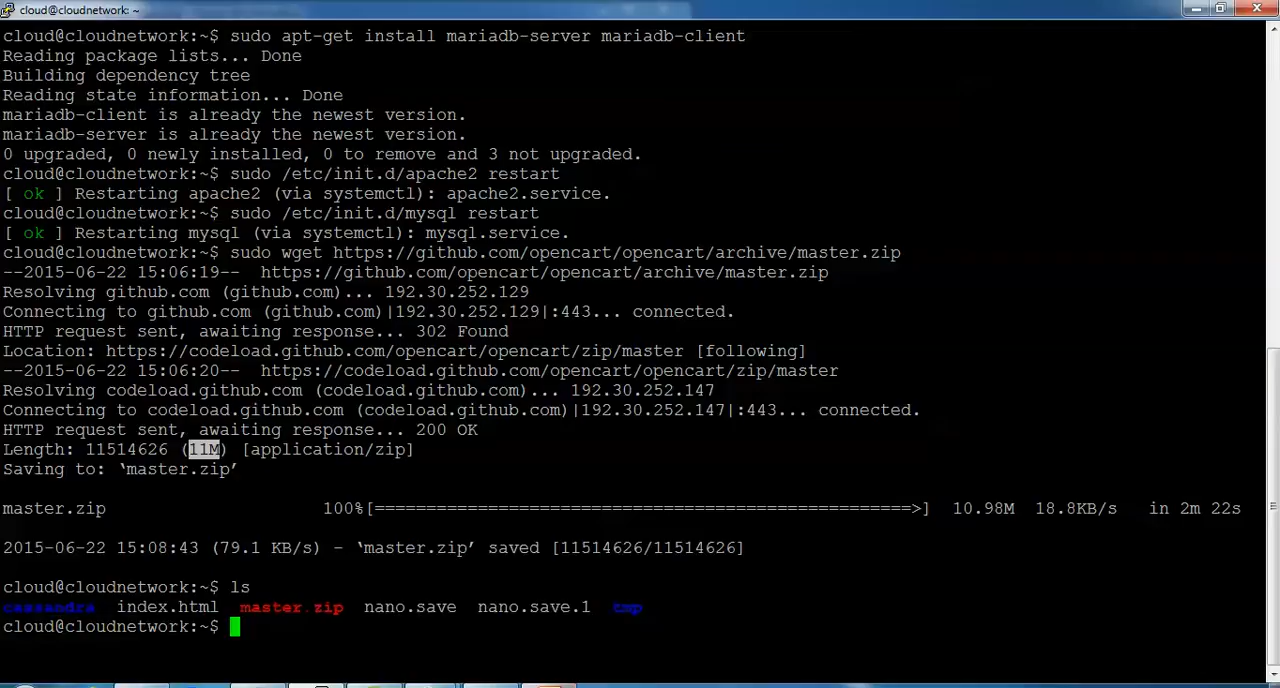 cloud@cloudnetwork: ~
cloud@cloudnetwork:~$ sudo apt-get install mariadb-server mariadb-client
Reading package lists... Done
Building dependency tree
Reading state information... Done
mariadb-client is already the newest version.
mariadb-server is already the newest version.
0 upgraded, 0 newly installed, 0 to remove and 3 not upgraded.
cloud@cloudnetwork:~$ sudo /etc/init.d/apache2 restart
[ ok ] Restarting apache2 (via systemctl): apache2.service.
cloud@cloudnetwork:~$ sudo /etc/init.d/mysql restart
[ ok ] Restarting mysql (via systemctl): mysql.service.
cloud@cloudnetwork:~$ sudo wget https://github.com/opencart/opencart/archive/master.zip
--2015-06-22 15:06:19--  https://github.com/opencart/opencart/archive/master.zip
Resolving github.com (github.com)... 192.30.252.129
Connecting to github.com (github.com)|192.30.252.129|:443... connected.
HTTP request sent, awaiting response... 302 Found
Location: https://codeload.github.com/opencart/opencart/zip/master [following]
--2015-06-22 15:06:20--  https://codeload.github.com/opencart/opencart/zip/master
Resolving codeload.github.com (codeload.github.com)... 192.30.252.147
Connecting to codeload.github.com (codeload.github.com)|192.30.252.147|:443... connected.
HTTP request sent, awaiting response... 200 OK
Length: 11514626 (11M) [application/zip]
Saving to: ‘master.zip’
master.zip 100%[====================================================>] 10.98M 18.8KB/s in 2m 22s
2015-06-22 15:08:43 (79.1 KB/s) - ‘master.zip’ saved [11514626/11514626]
cloud@cloudnetwork:~$ ls
cassandra index.html master.zip nano.save nano.save.1 tmp
cloud@cloudnetwork:~$